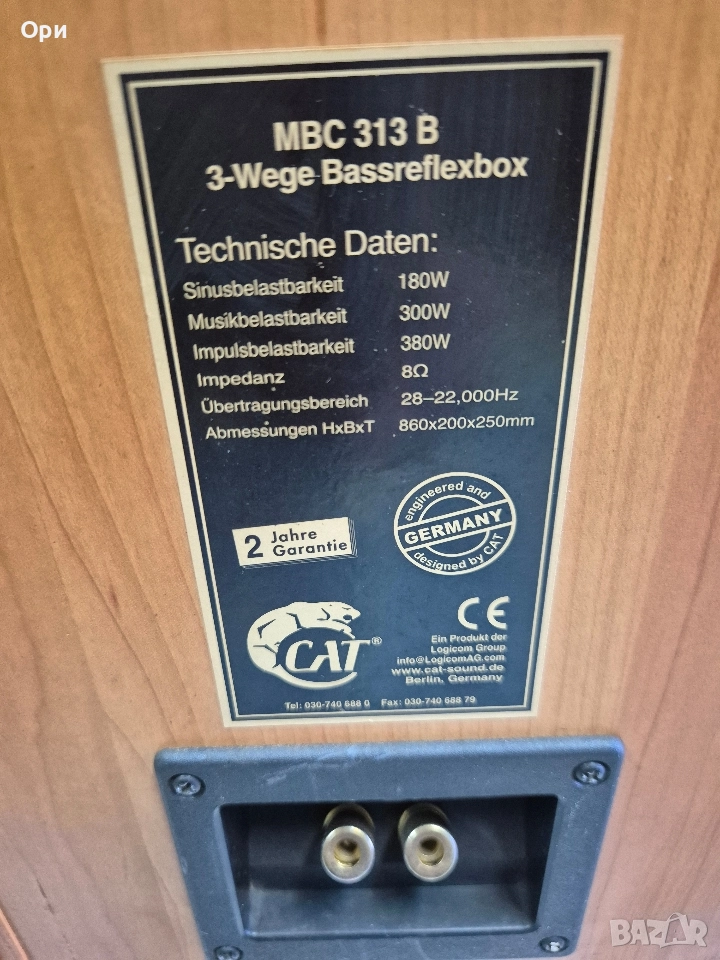 Ори
MBC 313 B
3-Wege Bassreflexbox
Technische Daten:
Sinusbelastbarkeit 180W
Musikbelastbarkeit 300W
Impulsbelastbarkeit 380W
Impedanz 8Ω
Übertragungsbereich 28–22,000Hz
Abmessungen HxBxT 860x200x250mm
2 Jahre
Garantie
engineered and
GERMANY
designed by CAT
CAT®
CE
Ein Produkt der
Logicom Group
info@LogicomAG.com
www.cat-sound.de
Berlin, Germany
Tel: 030-740 688 0 Fax: 030-740 688 79
BAZAR